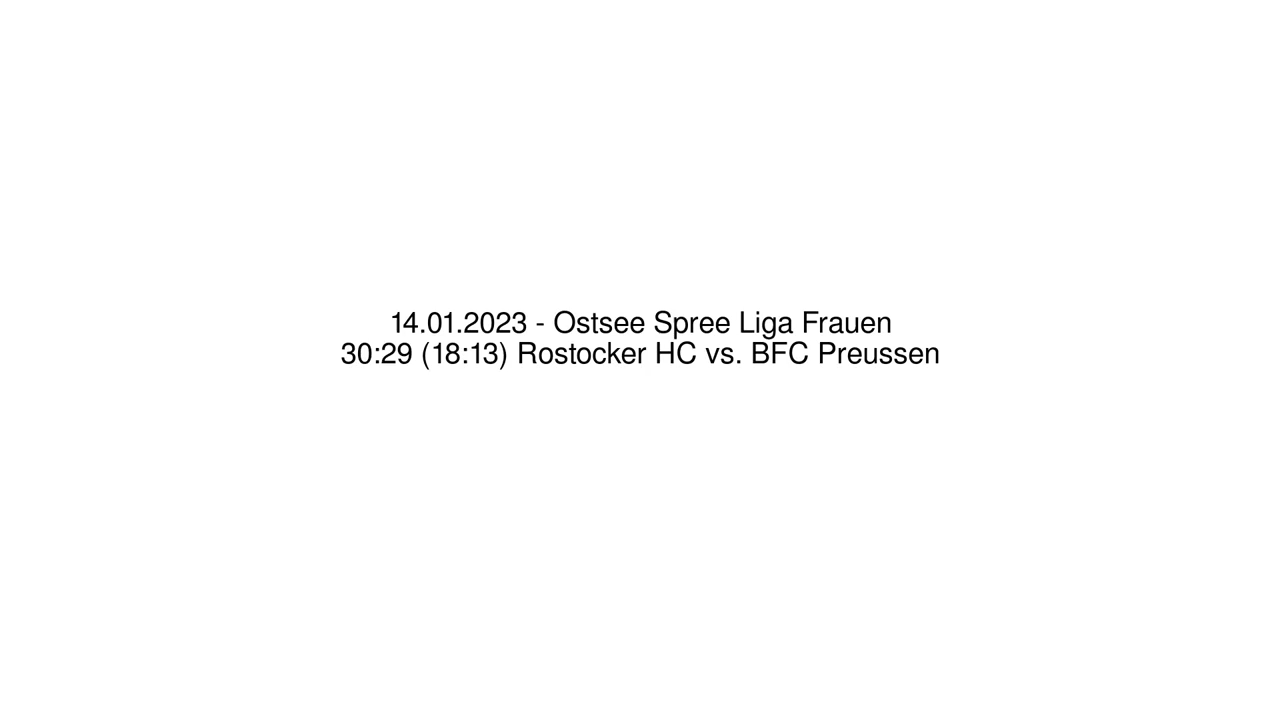 14.01.2023 - Ostsee Spree Liga Frauen
30:29 (18:13) Rostocker HC vs. BFC Preussen